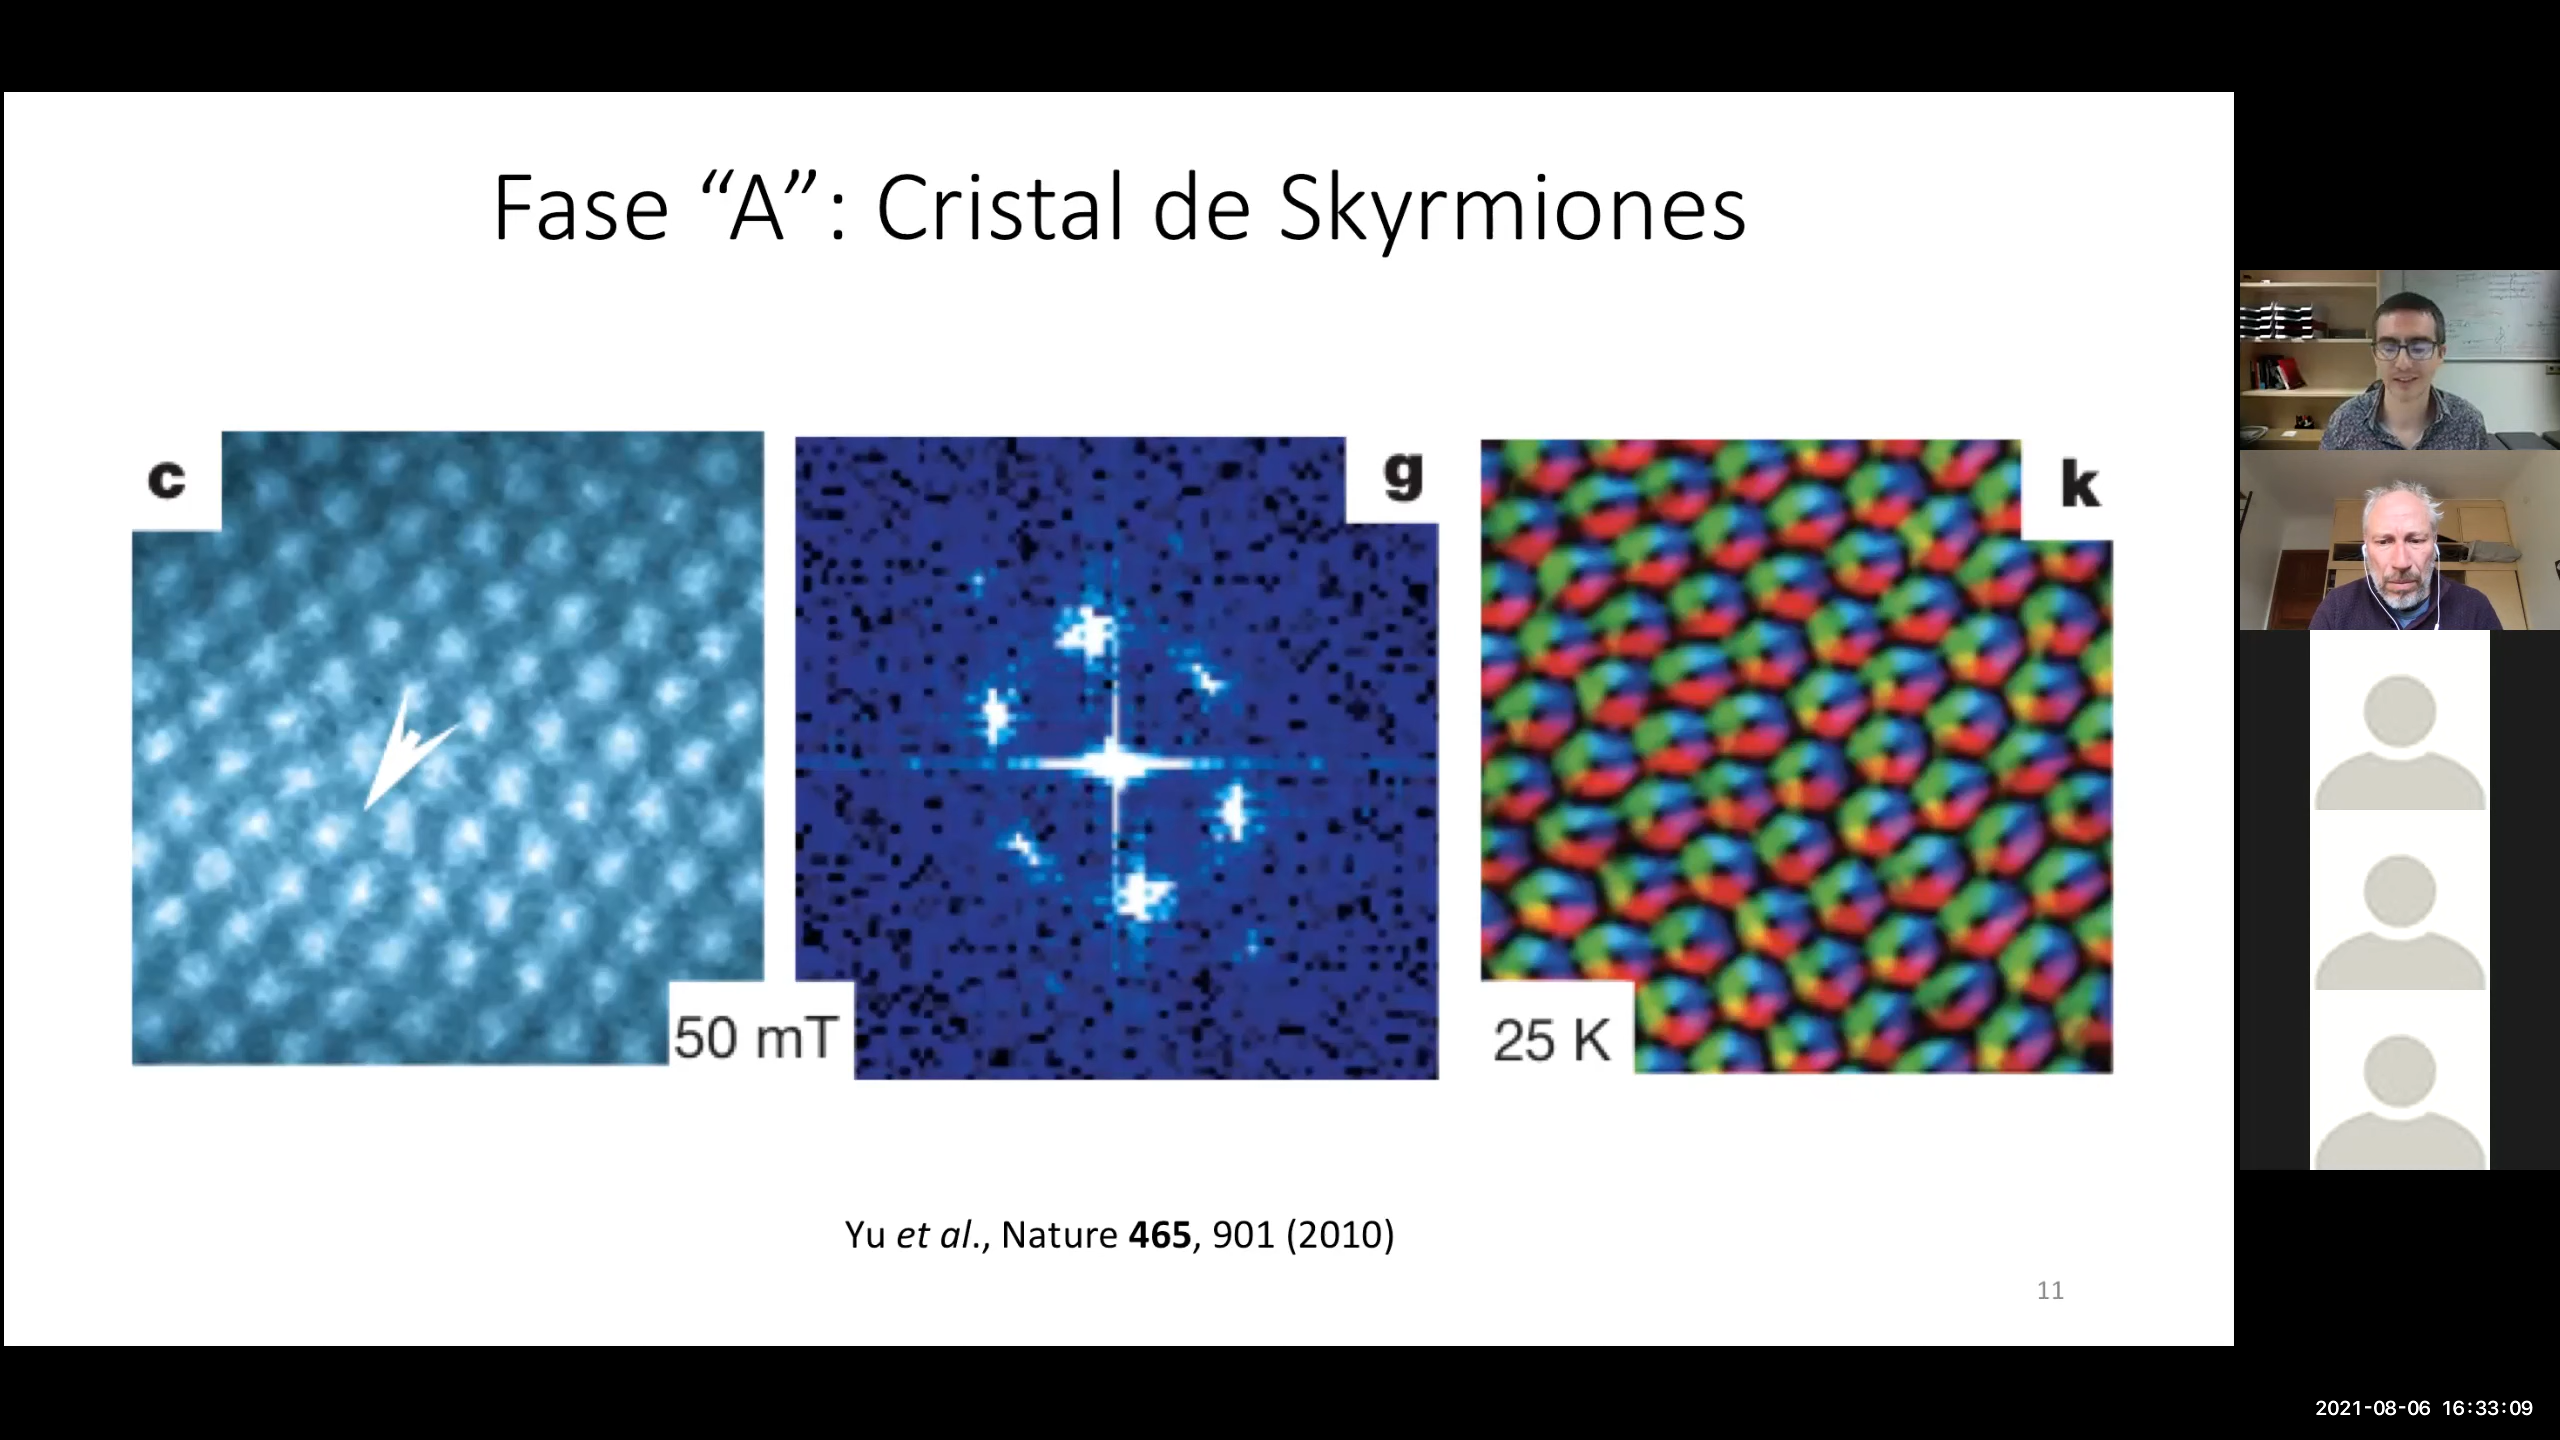 Fase “A”: Cristal de Skyrmiones
c
g
k
50 mT
25 K
Yu et al., Nature 465, 901 (2010)
11
2021-08-06 16:33:09